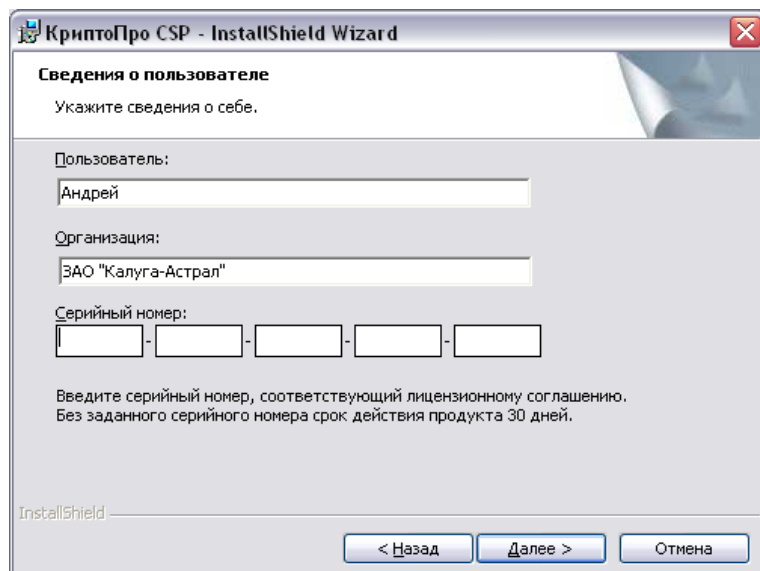 КриптоПро CSP - InstallShield Wizard
Сведения о пользователе
Укажите сведения о себе.
Пользователь:
Андрей
Организация:
ЗАО "Калуга-Астрал"
Серийный номер:
- - - -
Введите серийный номер, соответствующий лицензионному соглашению.
Без заданного серийного номера срок действия продукта 30 дней.
InstallShield
< Назад Далее > Отмена